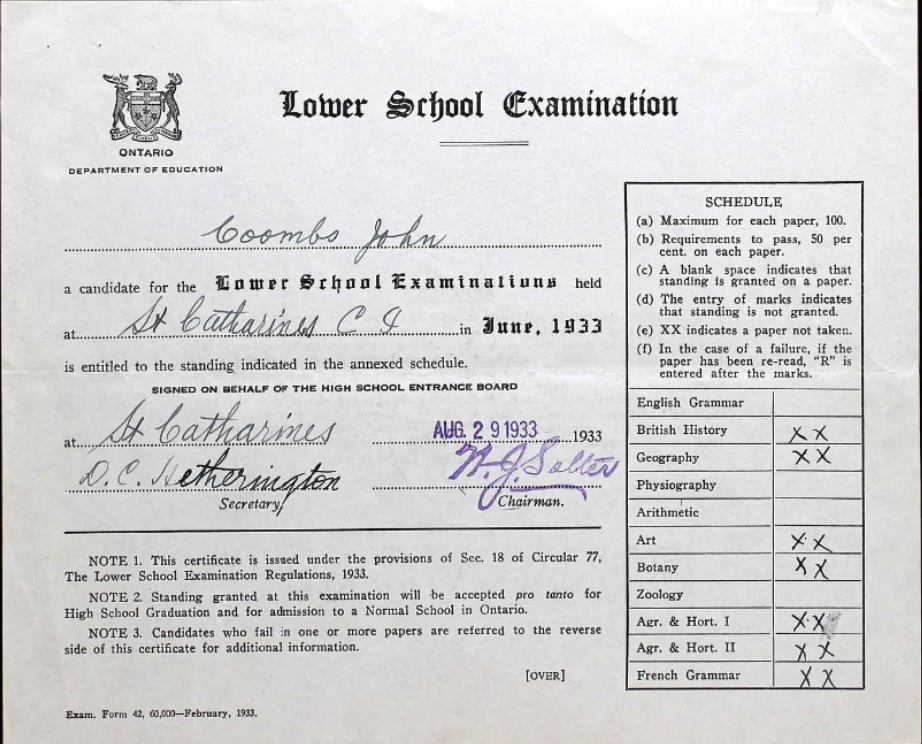 Lower School Examination
ONTARIO
DEPARTMENT OF EDUCATION
Coombs John
a candidate for the Lower School Examinations held
at St Catharines C I in June, 1933
is entitled to the standing indicated in the annexed schedule.
SIGNED ON BEHALF OF THE HIGH SCHOOL ENTRANCE BOARD
at St Catharines AUG. 29 1933 1933
D. C. Hetherington W. J. Salter
Secretary Chairman.
NOTE 1. This certificate is issued under the provisions of Sec. 18 of Circular 77,
The Lower School Examination Regulations, 1933.
NOTE 2. Standing granted at this examination will be accepted pro tanto for
High School Graduation and for admission to a Normal School in Ontario.
NOTE 3. Candidates who fail in one or more papers are referred to the reverse
side of this certificate for additional information.
[OVER]
Exam. Form 42, 60,000—February, 1933.
SCHEDULE
(a) Maximum for each paper, 100.
(b) Requirements to pass, 50 per
cent. on each paper.
(c) A blank space indicates that
standing is granted on a paper.
(d) The entry of marks indicates
that standing is not granted.
(e) XX indicates a paper not taken.
(f) In the case of a failure, if the
paper has been re-read, "R" is
entered after the marks.
English Grammar
British History XX
Geography XX
Physiography
Arithmetic
Art XX
Botany XX
Zoology
Agr. & Hort. I XX
Agr. & Hort. II XX
French Grammar XX